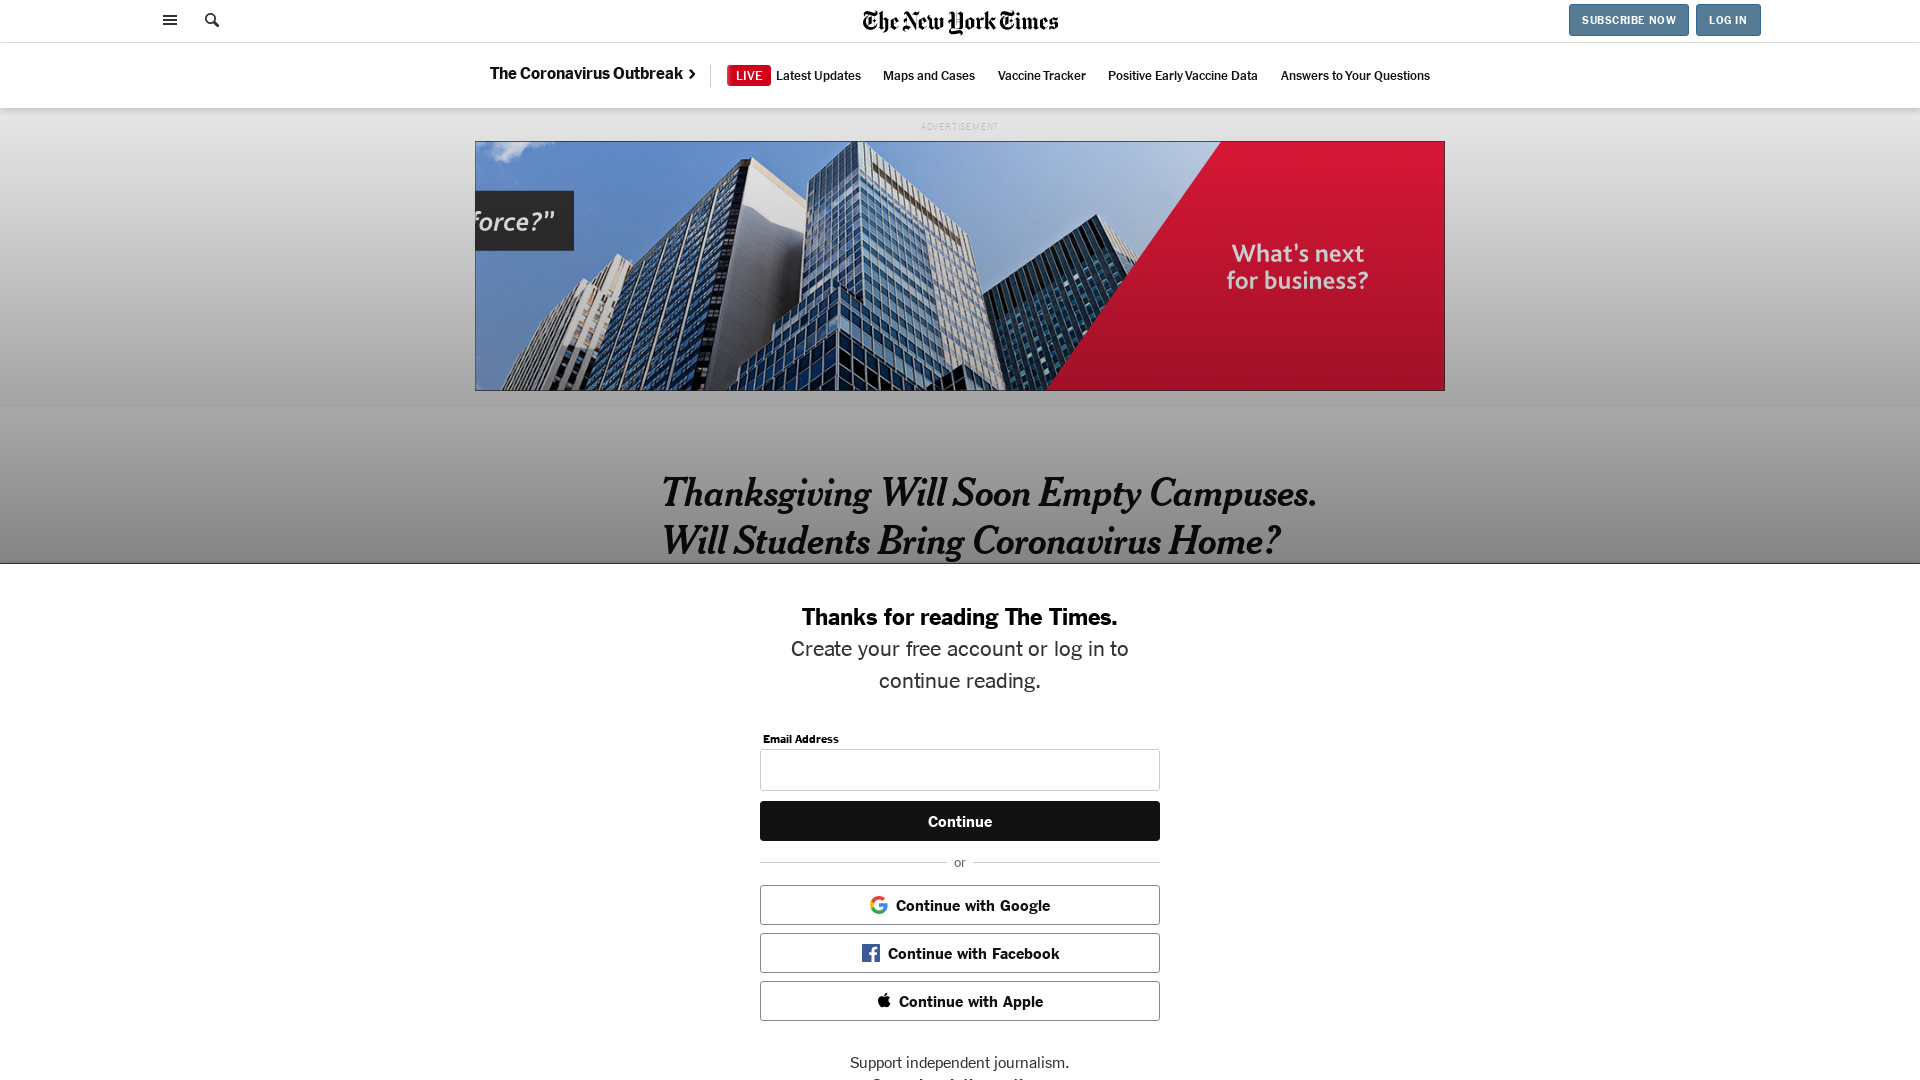 The New York Times
SUBSCRIBE NOW
LOG IN
The Coronavirus Outbreak
LIVE Latest Updates
Maps and Cases
Vaccine Tracker
Positive Early Vaccine Data
Answers to Your Questions
ADVERTISEMENT
force?"
What's next
for business?
Thanksgiving Will Soon Empty Campuses.
Will Students Bring Coronavirus Home?
Thanks for reading The Times.
Create your free account or log in to
continue reading.
Email Address
Continue
or
Continue with Google
Continue with Facebook
Continue with Apple
Support independent journalism.